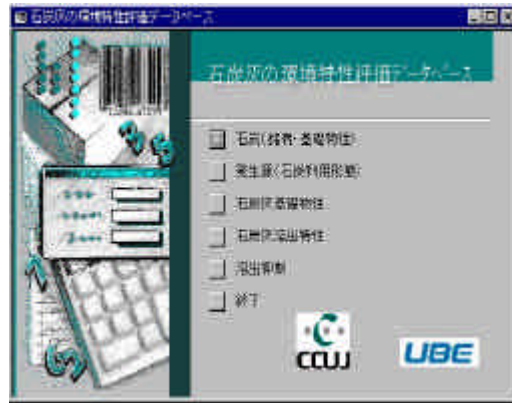 石炭灰の環境特性評価データベース
石炭灰の環境特性評価データベース
石炭(銘柄・基礎物性)
発生源(石炭利用形態)
石炭灰基礎物性
石炭灰溶出特性
溶出抑制
終了
CCUJ
UBE